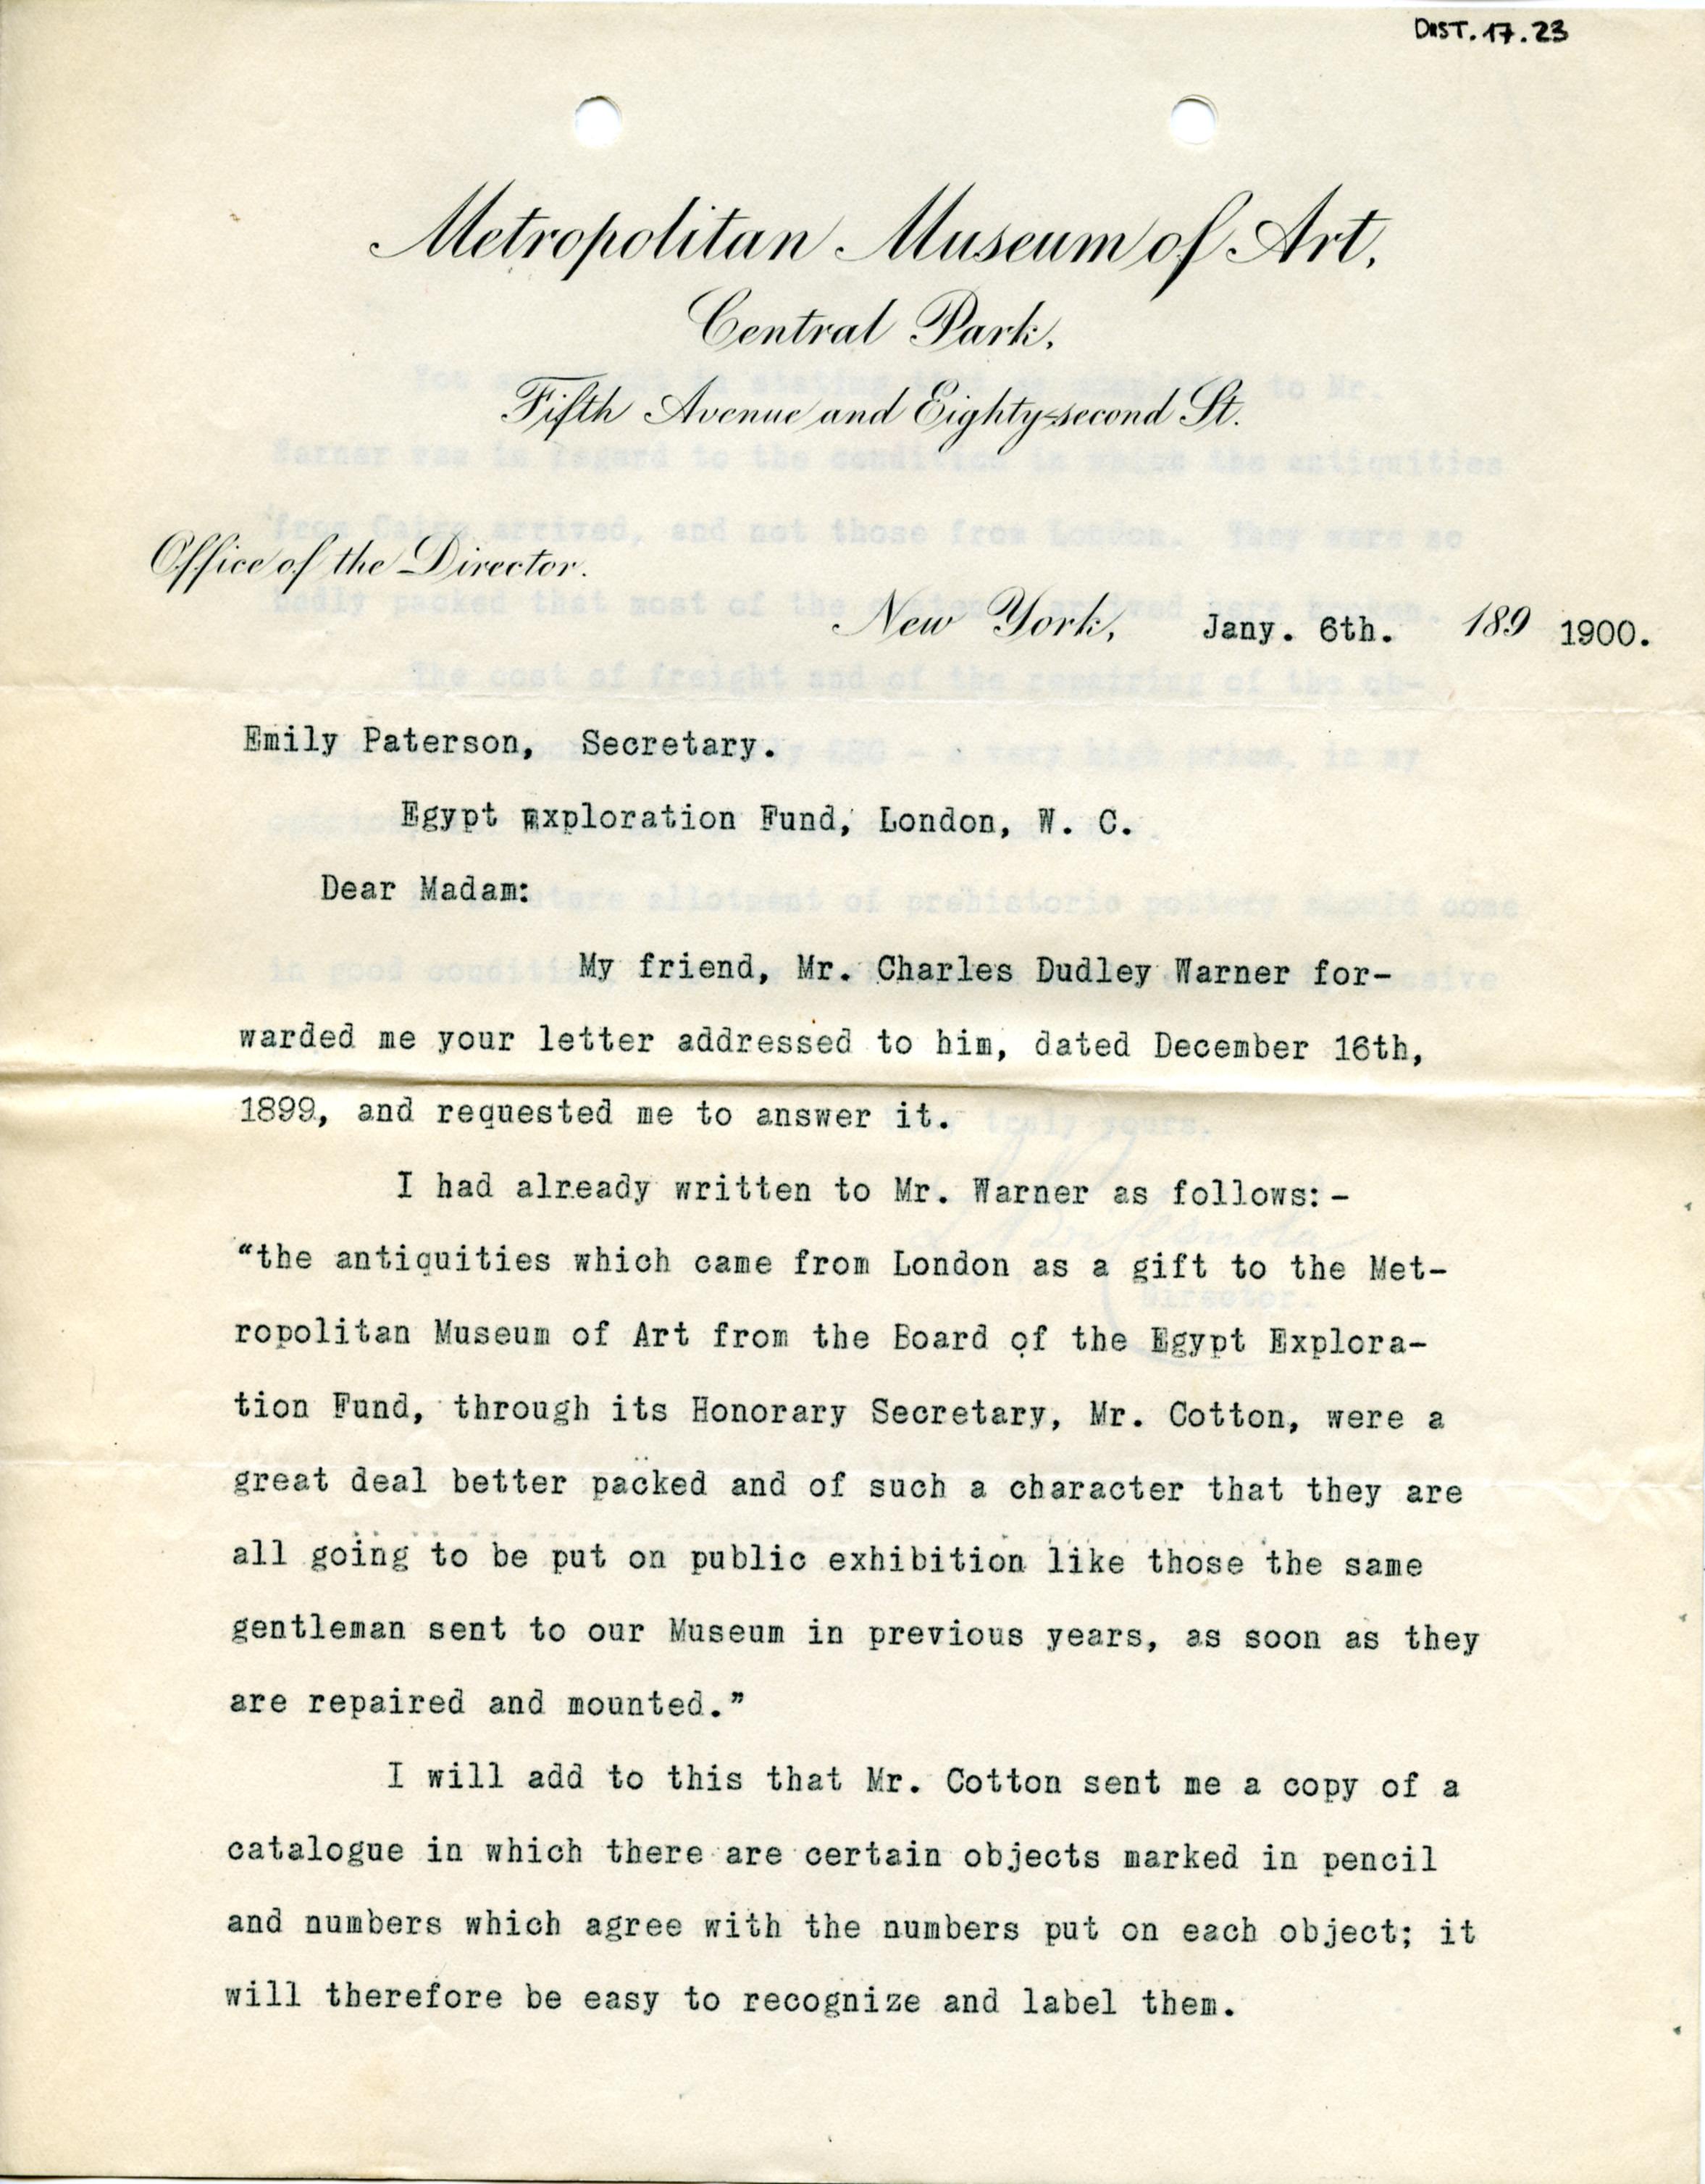 DIST.17.23
Metropolitan Museum of Art,
Central Park,
Fifth Avenue and Eighty-second St.
Office of the Director.
New York, Jany. 6th. 189 1900.
Emily Paterson, Secretary.
Egypt Exploration Fund, London, W. C.
Dear Madam:
My friend, Mr. Charles Dudley Warner for-
warded me your letter addressed to him, dated December 16th,
1899, and requested me to answer it.
I had already written to Mr. Warner as follows:-
“the antiquities which came from London as a gift to the Met-
ropolitan Museum of Art from the Board of the Egypt Explora-
tion Fund, through its Honorary Secretary, Mr. Cotton, were a
great deal better packed and of such a character that they are
all going to be put on public exhibition like those the same
gentleman sent to our Museum in previous years, as soon as they
are repaired and mounted.”
I will add to this that Mr. Cotton sent me a copy of a
catalogue in which there are certain objects marked in pencil
and numbers which agree with the numbers put on each object; it
will therefore be easy to recognize and label them.